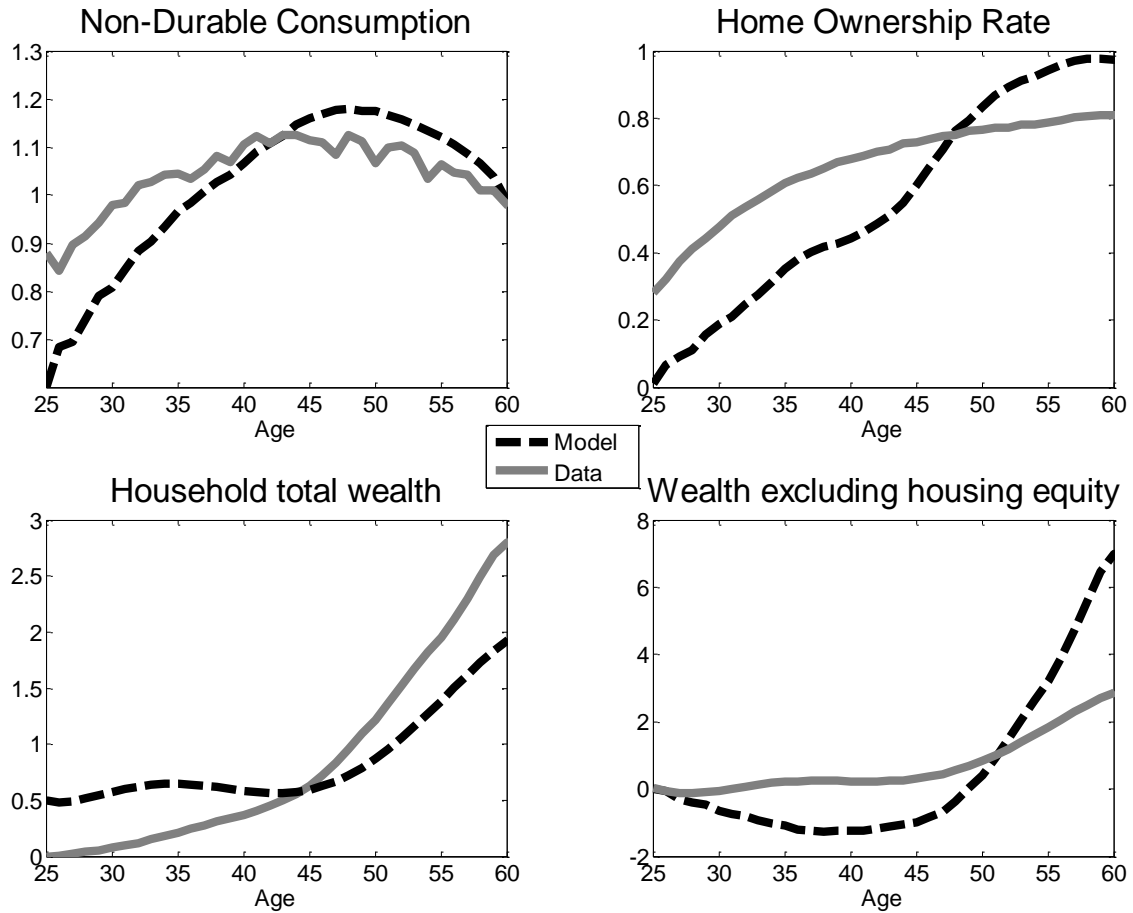 Non-Durable Consumption
1.3
1.2
1.1
1
0.9
0.8
0.7
25 30 35 40 45 50 55 60
Age
Home Ownership Rate
1
0.8
0.6
0.4
0.2
0
25 30 35 40 45 50 55 60
Age
Model
Data
Household total wealth
3
2.5
2
1.5
1
0.5
0
25 30 35 40 45 50 55 60
Age
Wealth excluding housing equity
8
6
4
2
0
-2
25 30 35 40 45 50 55 60
Age